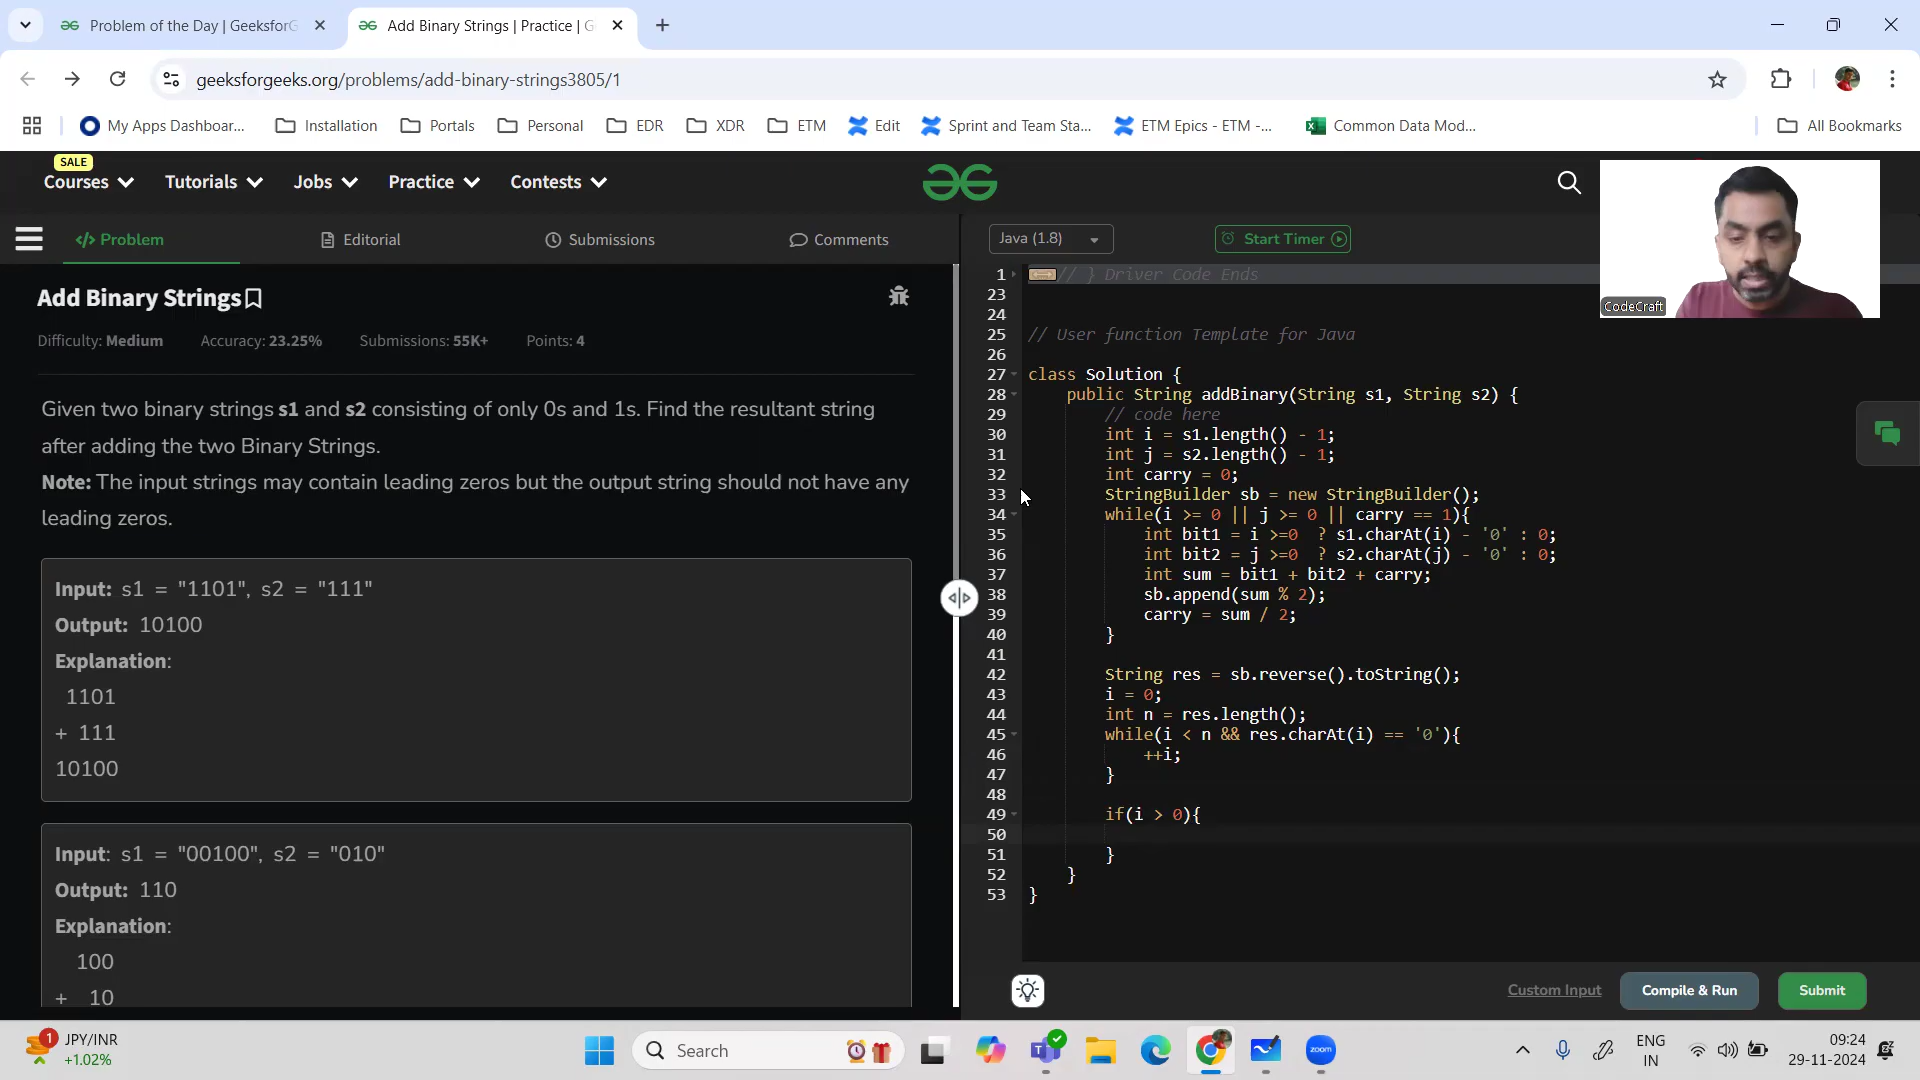 Problem of the Day | GeeksforG
Add Binary Strings | Practice | G
geeksforgeeks.org/problems/add-binary-strings3805/1
My Apps Dashboar...
Installation
Portals
Personal
EDR
XDR
ETM
Edit
Sprint and Team Sta...
ETM Epics - ETM -...
Common Data Mod...
All Bookmarks
SALE
Courses
Tutorials
Jobs
Practice
Contests
</> Problem
Editorial
Submissions
Comments
Java (1.8)
Start Timer
CodeCraft
Add Binary Strings
Difficulty: Medium Accuracy: 23.25% Submissions: 55K+ Points: 4
Given two binary strings s1 and s2 consisting of only 0s and 1s. Find the resultant string
after adding the two Binary Strings.
Note: The input strings may contain leading zeros but the output string should not have any
leading zeros.
Input: s1 = "1101", s2 = "111"
Output: 10100
Explanation:
1101
+ 111
10100
Input: s1 = "00100", s2 = "010"
Output: 110
Explanation:
100
+ 10
1 // } Driver Code Ends
23
24
25 // User function Template for Java
26
27 class Solution {
28 public String addBinary(String s1, String s2) {
29 // code here
30 int i = s1.length() - 1;
31 int j = s2.length() - 1;
32 int carry = 0;
33 StringBuilder sb = new StringBuilder();
34 while(i >= 0 || j >= 0 || carry == 1){
35 int bit1 = i >=0  ? s1.charAt(i) - '0' : 0;
36 int bit2 = j >=0  ? s2.charAt(j) - '0' : 0;
37 int sum = bit1 + bit2 + carry;
38 sb.append(sum % 2);
39 carry = sum / 2;
40 }
41
42 String res = sb.reverse().toString();
43 i = 0;
44 int n = res.length();
45 while(i < n && res.charAt(i) == '0'){
46 ++i;
47 }
48
49 if(i > 0){
50
51 }
52 }
53 }
Custom Input
Compile & Run
Submit
1
JPY/INR
+1.02%
Search
zoom
ENG
IN
09:24
29-11-2024